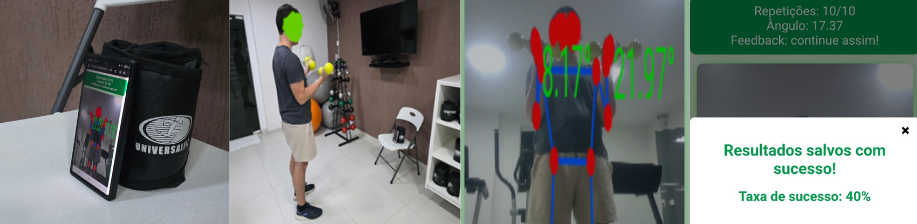 UNIVERSAL
8.17°
21.97°
Repetições: 10/10
Ângulo: 17.37
Feedback: continue assim!
Resultados salvos com
sucesso!
Taxa de sucesso: 40%